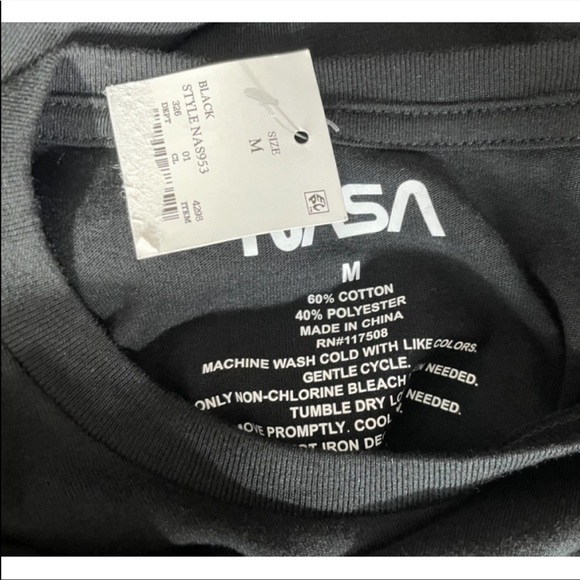 BLACK
STYLE NAS953
326 01 4298
DEPT CL ITEM
SIZE
M
NASA
M
60% COTTON
40% POLYESTER
MADE IN CHINA
RN#117508
MACHINE WASH COLD WITH LIKE COLORS.
GENTLE CYCLE.
ONLY NON-CHLORINE BLEACH NEEDED.
TUMBLE DRY
PROMPTLY. COOL NEEDED.
IRON